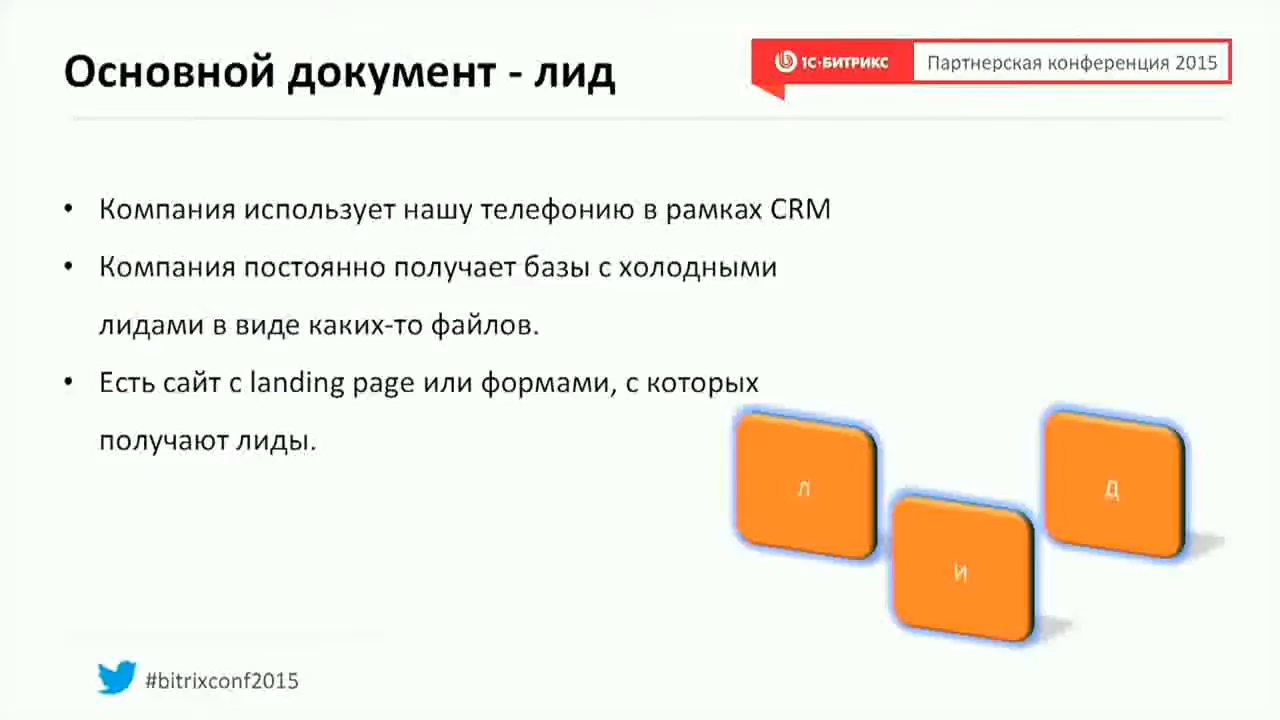 Основной документ - лид
1С-БИТРИКС
Партнерская конференция 2015
• Компания использует нашу телефонию в рамках CRM
• Компания постоянно получает базы с холодными
лидами в виде каких-то файлов.
• Есть сайт с landing page или формами, с которых
получают лиды.
Л
И
Д
#bitrixconf2015